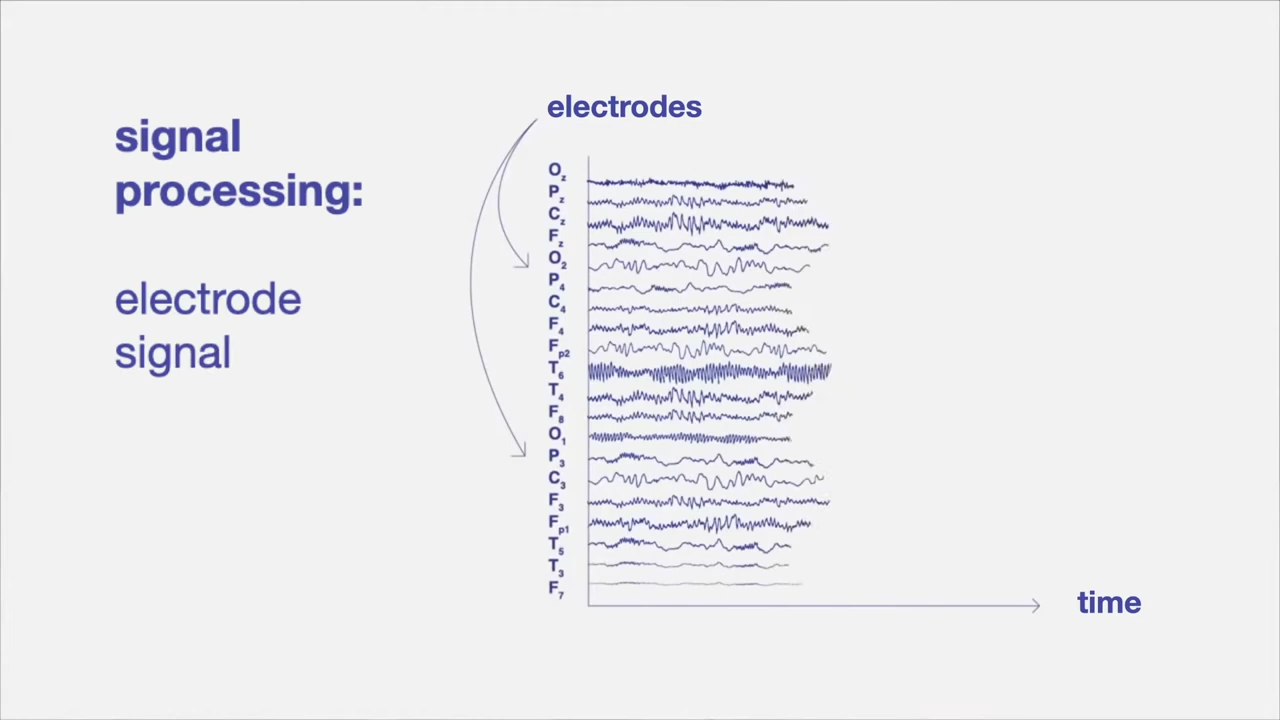 signal
processing:
electrode
signal
electrodes
Oz
Pz
Cz
Fz
O2
P4
C4
F4
Fp2
T6
T4
F8
O1
P3
C3
F3
Fp1
T5
T3
F7
time